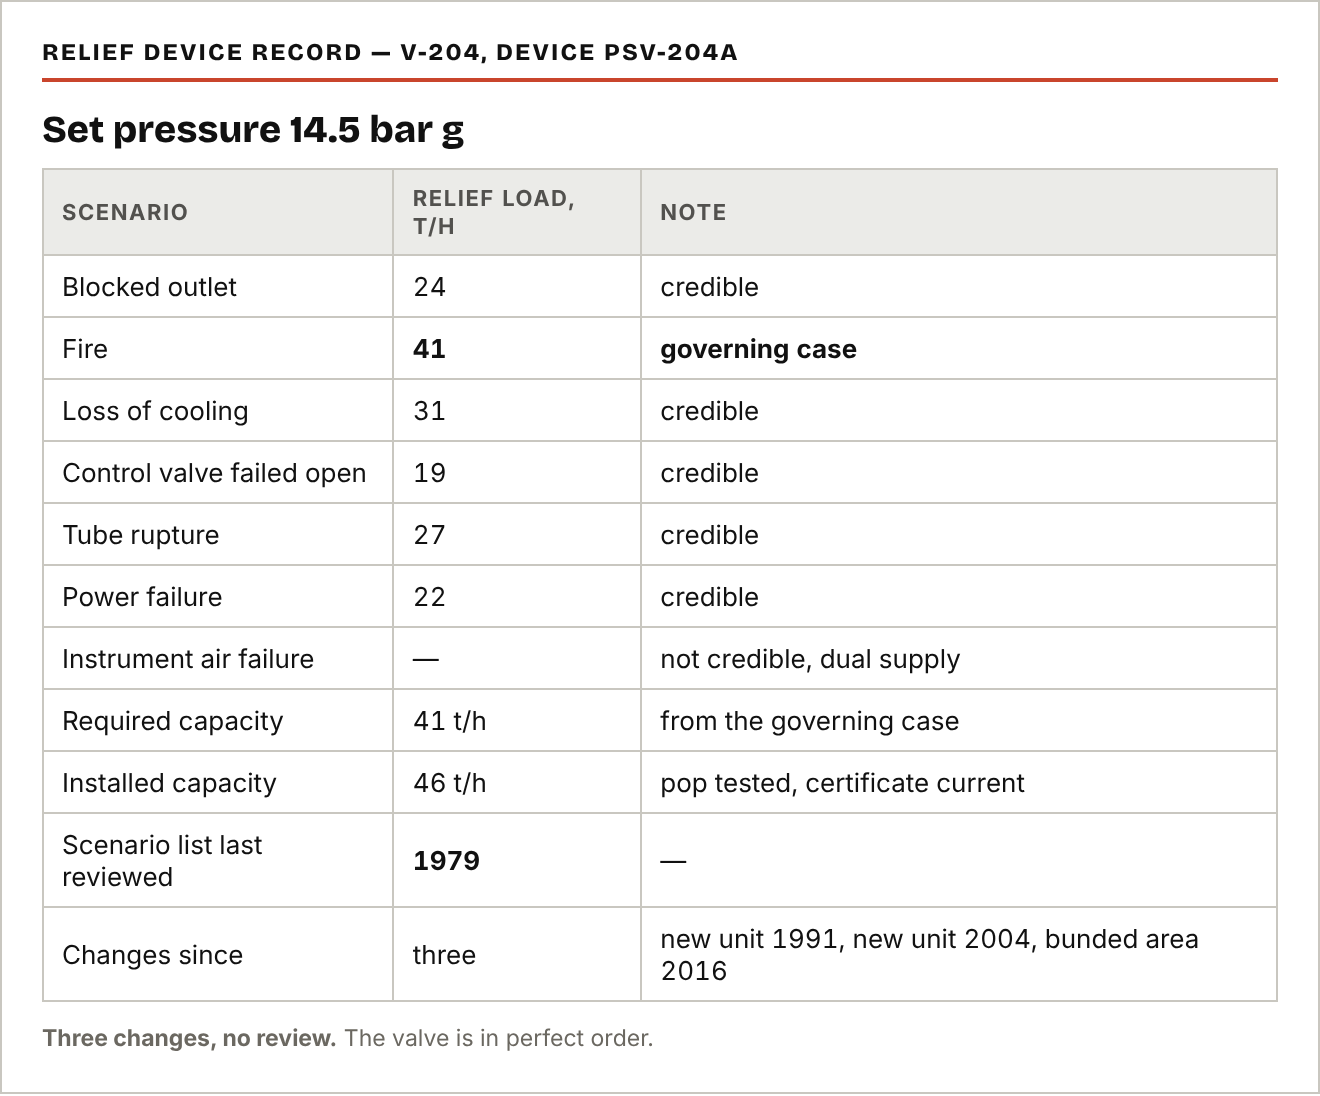 RELIEF DEVICE RECORD — V-204, DEVICE PSV-204A
Set pressure 14.5 bar g
SCENARIO
RELIEF LOAD,
T/H
NOTE
Blocked outlet
24
credible
Fire
41
governing case
Loss of cooling
31
credible
Control valve failed open
19
credible
Tube rupture
27
credible
Power failure
22
credible
Instrument air failure
—
not credible, dual supply
Required capacity
41 t/h
from the governing case
Installed capacity
46 t/h
pop tested, certificate current
Scenario list last
reviewed
1979
—
Changes since
three
new unit 1991, new unit 2004, bunded area
2016
Three changes, no review. The valve is in perfect order.